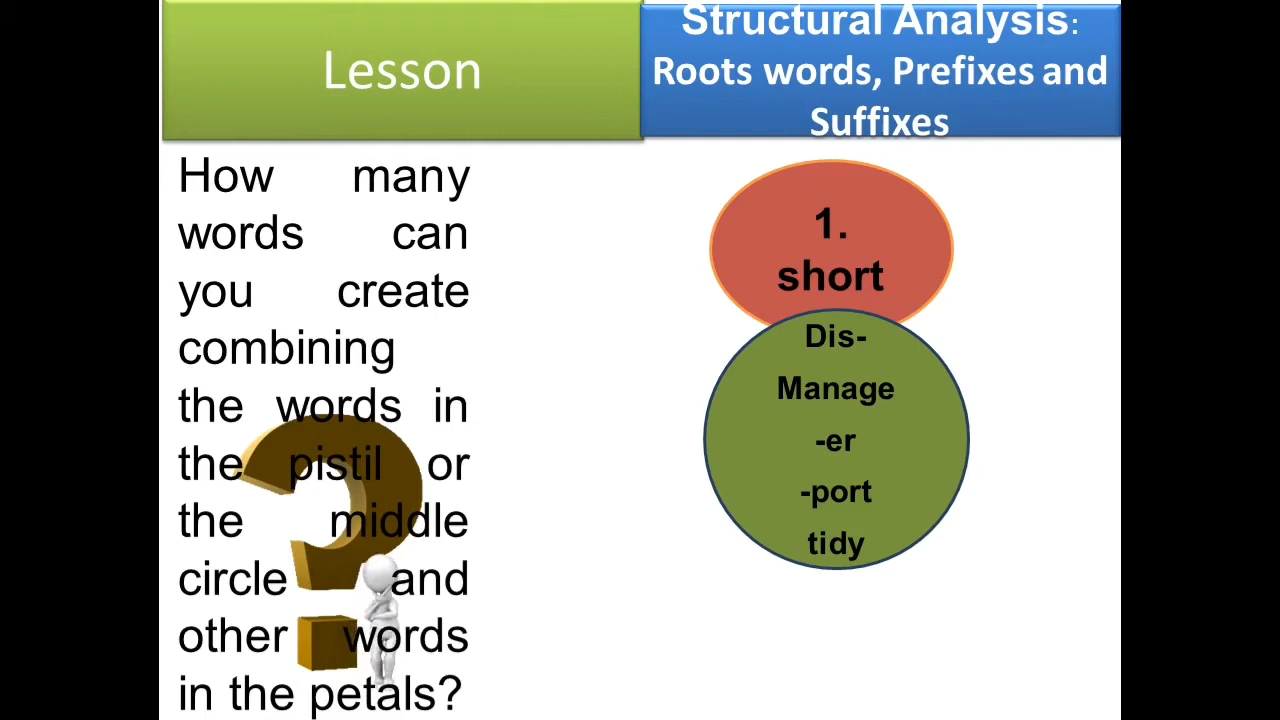 Lesson
Structural Analysis:
Roots words, Prefixes and
Suffixes
How many
words can
you create
combining
the words in
the pistil or
the middle
circle and
other words
in the petals?
1.
short
Dis-
Manage
-er
-port
tidy